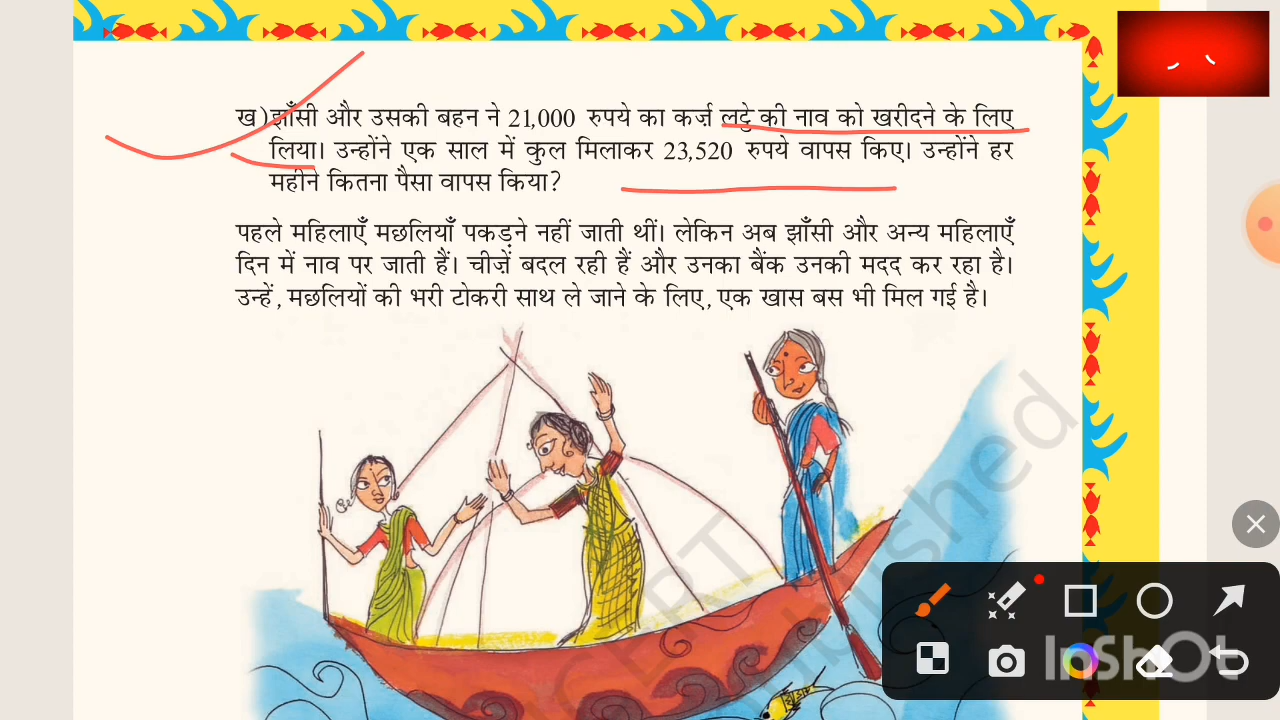 ख) झाँसी और उसकी बहन ने 21,000 रुपये का कर्ज़ लट्ठे की नाव को खरीदने के लिए
लिया। उन्होंने एक साल में कुल मिलाकर 23,520 रुपये वापस किए। उन्होंने हर
महीने कितना पैसा वापस किया?
पहले महिलाएँ मछलियाँ पकड़ने नहीं जाती थीं। लेकिन अब झाँसी और अन्य महिलाएँ
दिन में नाव पर जाती हैं। चीज़ें बदल रही हैं और उनका बैंक उनकी मदद कर रहा है।
उन्हें, मछलियों की भरी टोकरी साथ ले जाने के लिए, एक खास बस भी मिल गई है।
InShOt